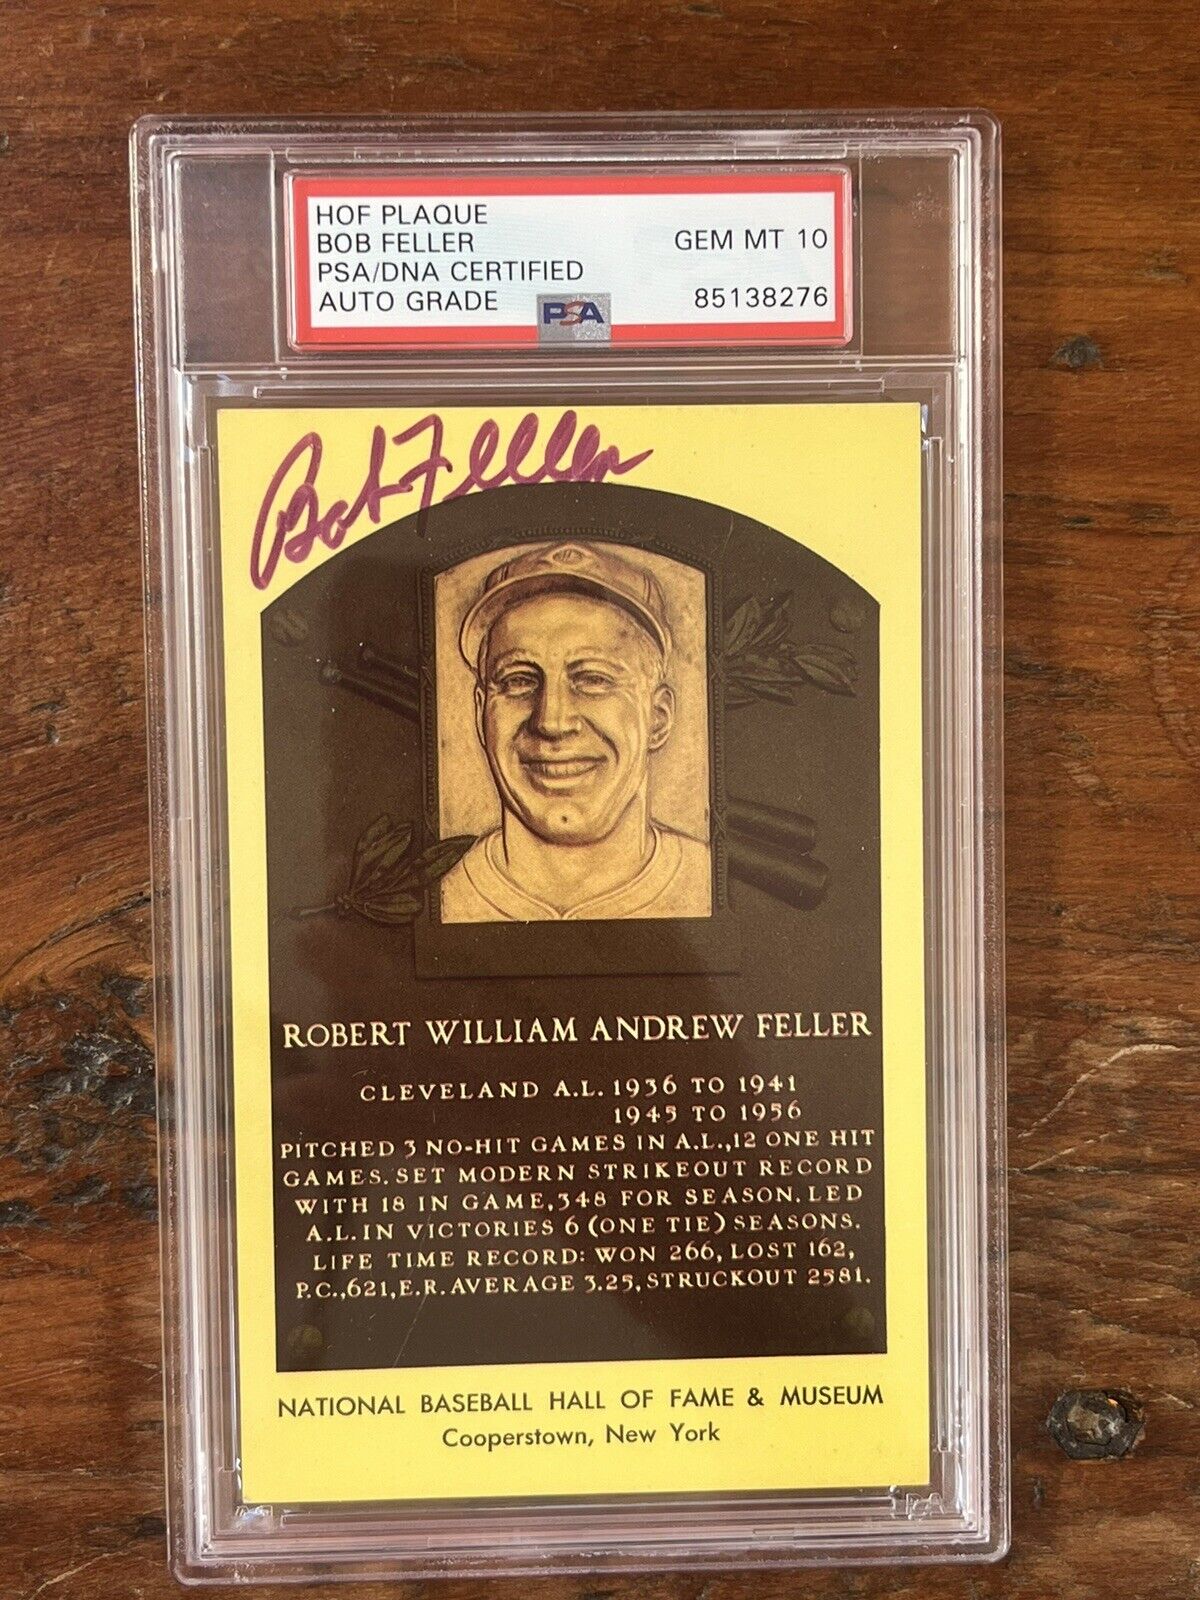 HOF PLAQUE
BOB FELLER GEM MT 10
PSA/DNA CERTIFIED
AUTO GRADE 85138276
PSA
Bob Feller
ROBERT WILLIAM ANDREW FELLER
CLEVELAND A.L. 1936 TO 1941
1945 TO 1956
PITCHED 3 NO-HIT GAMES IN A.L.,12 ONE HIT
GAMES. SET MODERN STRIKEOUT RECORD
WITH 18 IN GAME,348 FOR SEASON. LED
A.L. IN VICTORIES 6 (ONE TIE) SEASONS.
LIFE TIME RECORD: WON 266, LOST 162,
P.C.,621, E.R. AVERAGE 3.25, STRUCKOUT 2581.
NATIONAL BASEBALL HALL OF FAME & MUSEUM
Cooperstown, New York